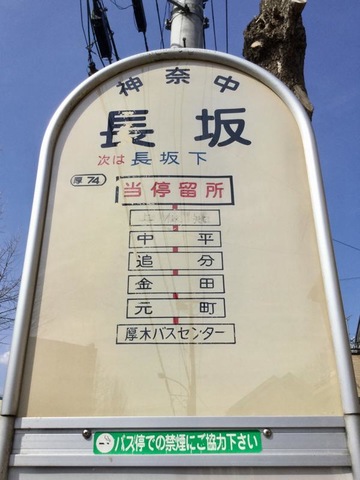 神奈中
長坂
次は 長坂下
厚74
当停留所
中平
追分
金田
元町
厚木バスセンター
バス停での禁煙にご協力下さい